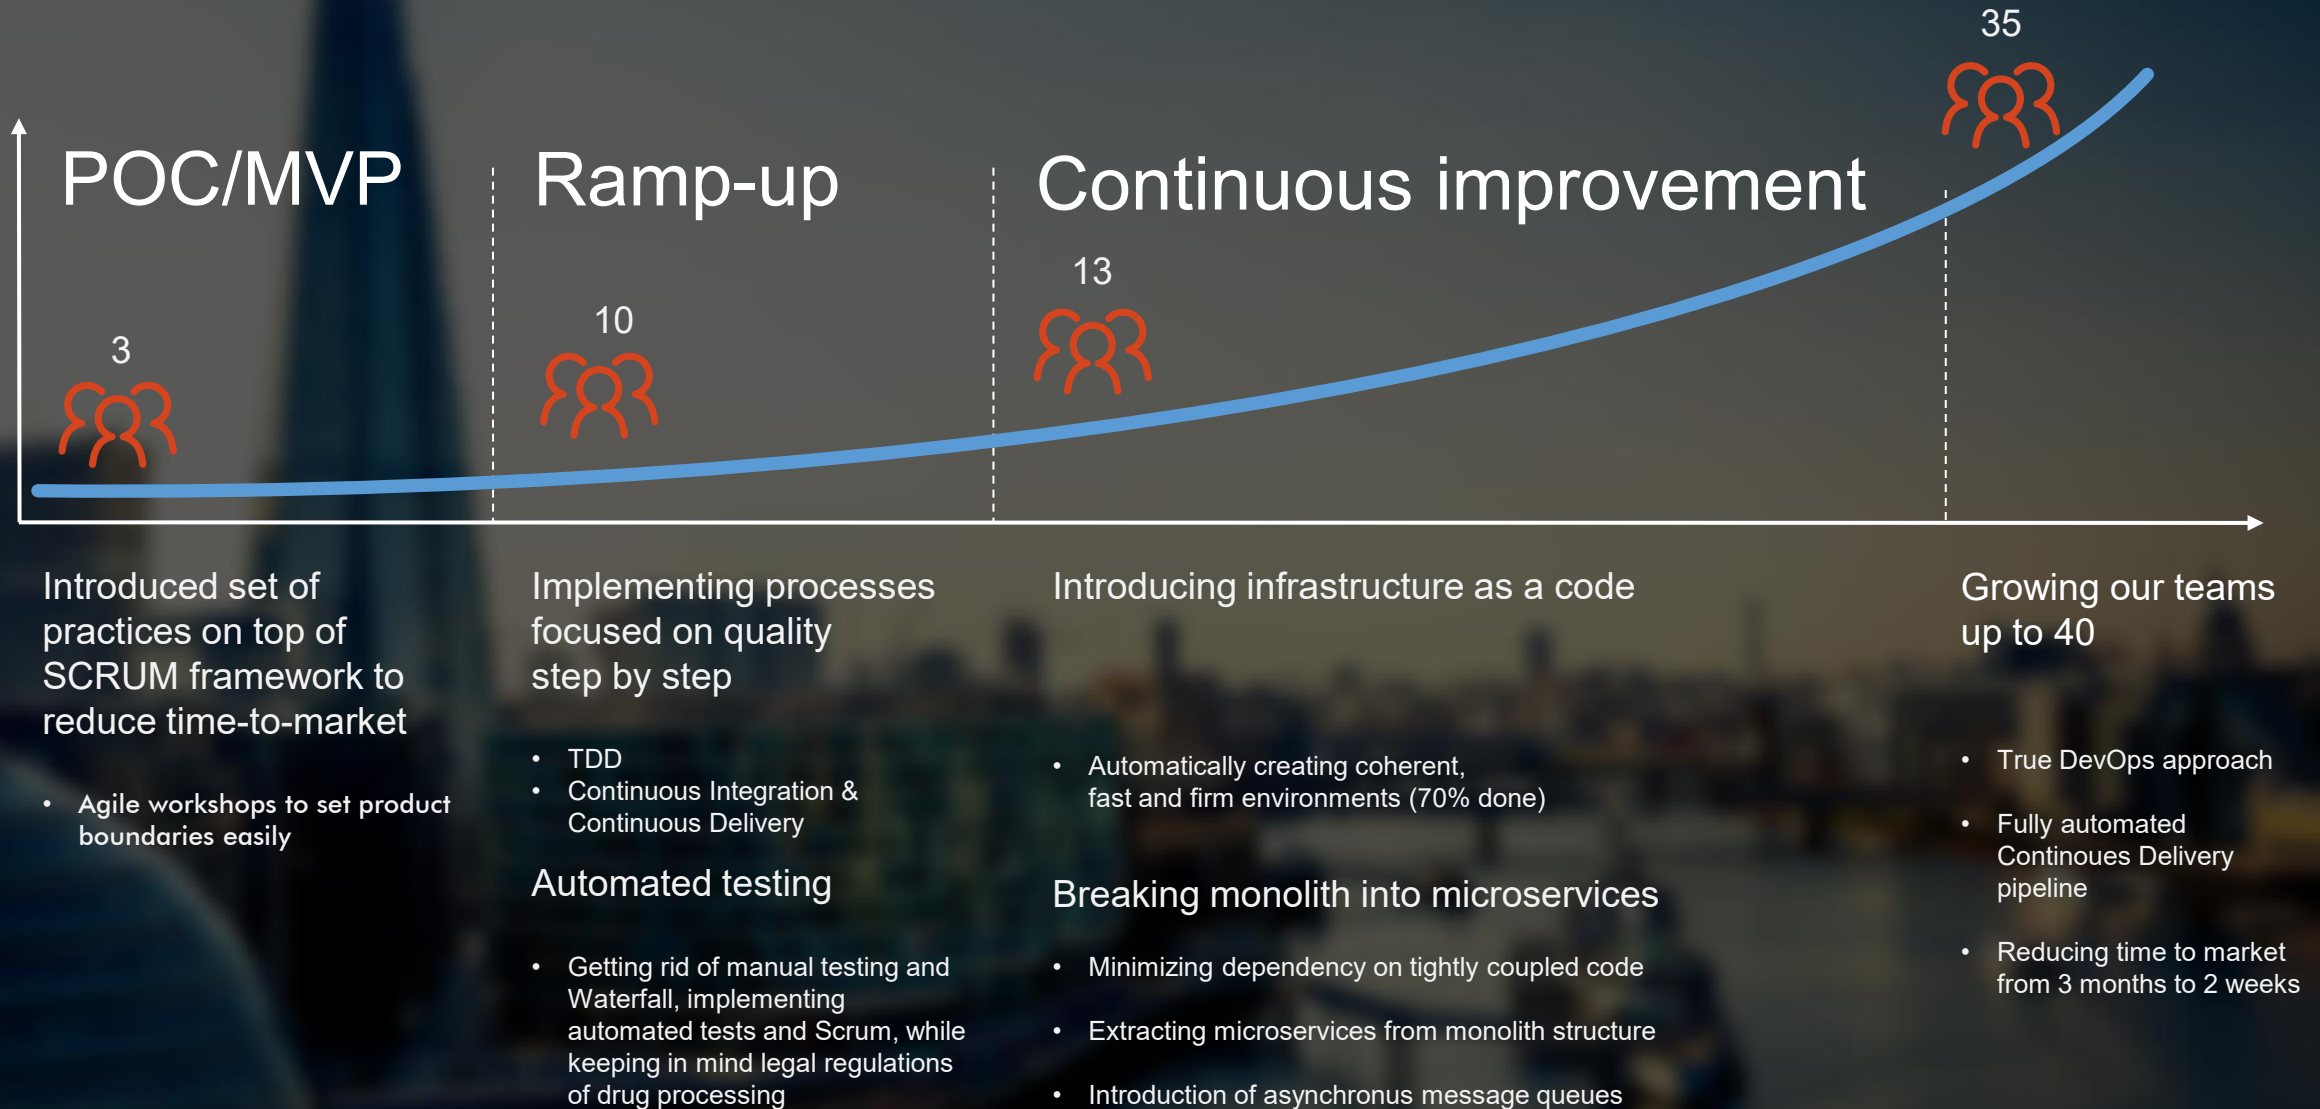 35
POC/MVP
Ramp-up
Continuous improvement
3
10
13
Introduced set of
practices on top of
SCRUM framework to
reduce time-to-market
• Agile workshops to set product
boundaries easily
Implementing processes
focused on quality
step by step
• TDD
• Continuous Integration &
Continuous Delivery
Automated testing
• Getting rid of manual testing and
Waterfall, implementing
automated tests and Scrum, while
keeping in mind legal regulations
of drug processing
Introducing infrastructure as a code
• Automatically creating coherent,
fast and firm environments (70% done)
Breaking monolith into microservices
• Minimizing dependency on tightly coupled code
• Extracting microservices from monolith structure
• Introduction of asynchronus message queues
Growing our teams
up to 40
• True DevOps approach
• Fully automated
Continoues Delivery
pipeline
• Reducing time to market
from 3 months to 2 weeks